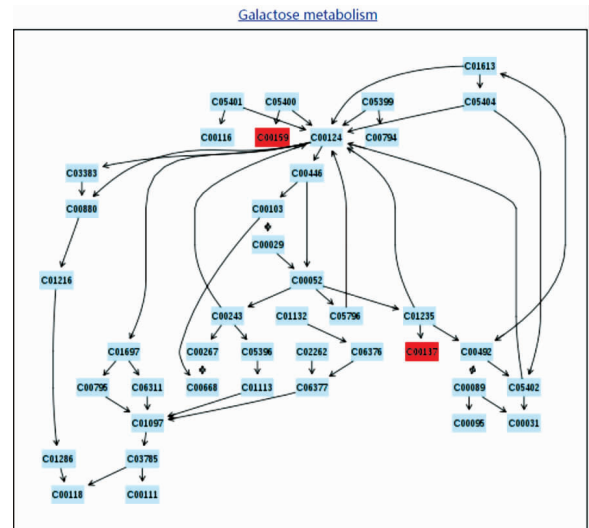 Galactose metabolism
C01613
C05401 C05400 C05399 C05404
C00116 C00159 C00124 C00794
C03383 C00446
C00880 C00103
C00029
C01216 C00052
C00243 C01132 C05796 C01235
C01697 C00267 C05396 C02262 C06376 C00137 C00492
C00795 C06311 C00668 C01113 C06377 C00089 C05402
C01097 C00095 C00031
C01286 C03785
C00118 C00111